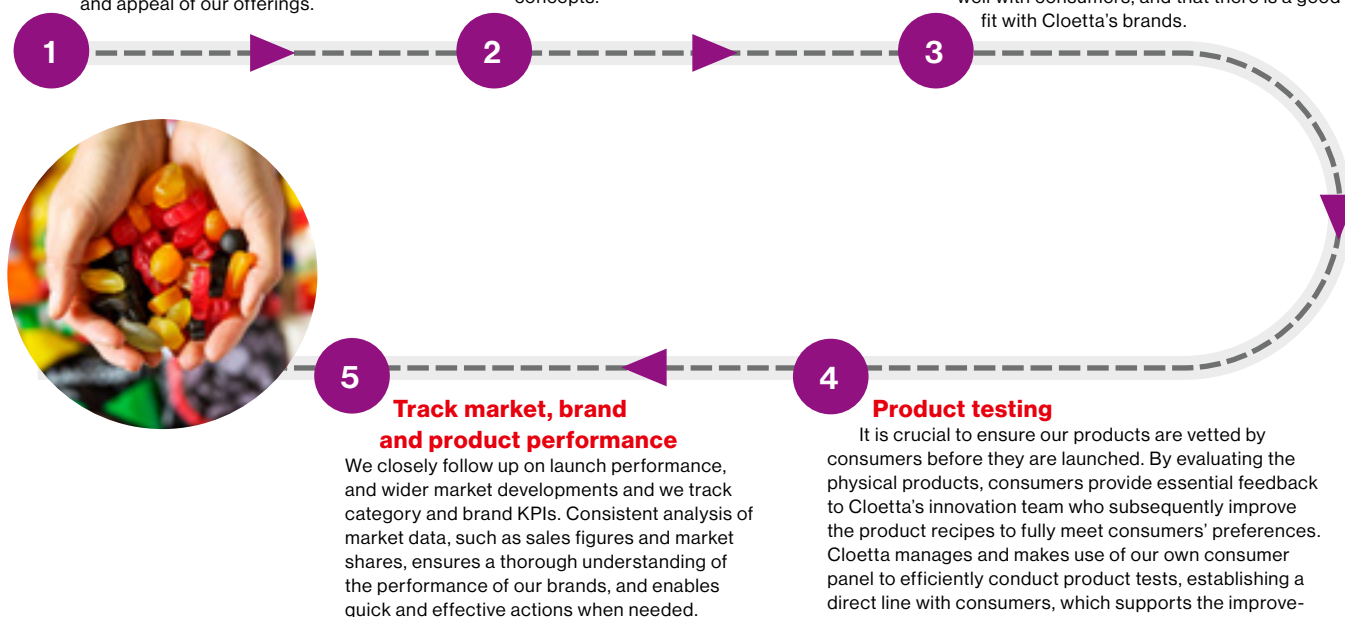 and appeal of our offerings.
concepts.
well with consumers, and that there is a good
fit with Cloetta's brands.
1
2
3
4
Product testing
It is crucial to ensure our products are vetted by
consumers before they are launched. By evaluating the
physical products, consumers provide essential feedback
to Cloetta's innovation team who subsequently improve
the product recipes to fully meet consumers' preferences.
Cloetta manages and makes use of our own consumer
panel to efficiently conduct product tests, establishing a
direct line with consumers, which supports the improve-
5
Track market, brand
and product performance
We closely follow up on launch performance,
and wider market developments and we track
category and brand KPIs. Consistent analysis of
market data, such as sales figures and market
shares, ensures a thorough understanding of
the performance of our brands, and enables
quick and effective actions when needed.